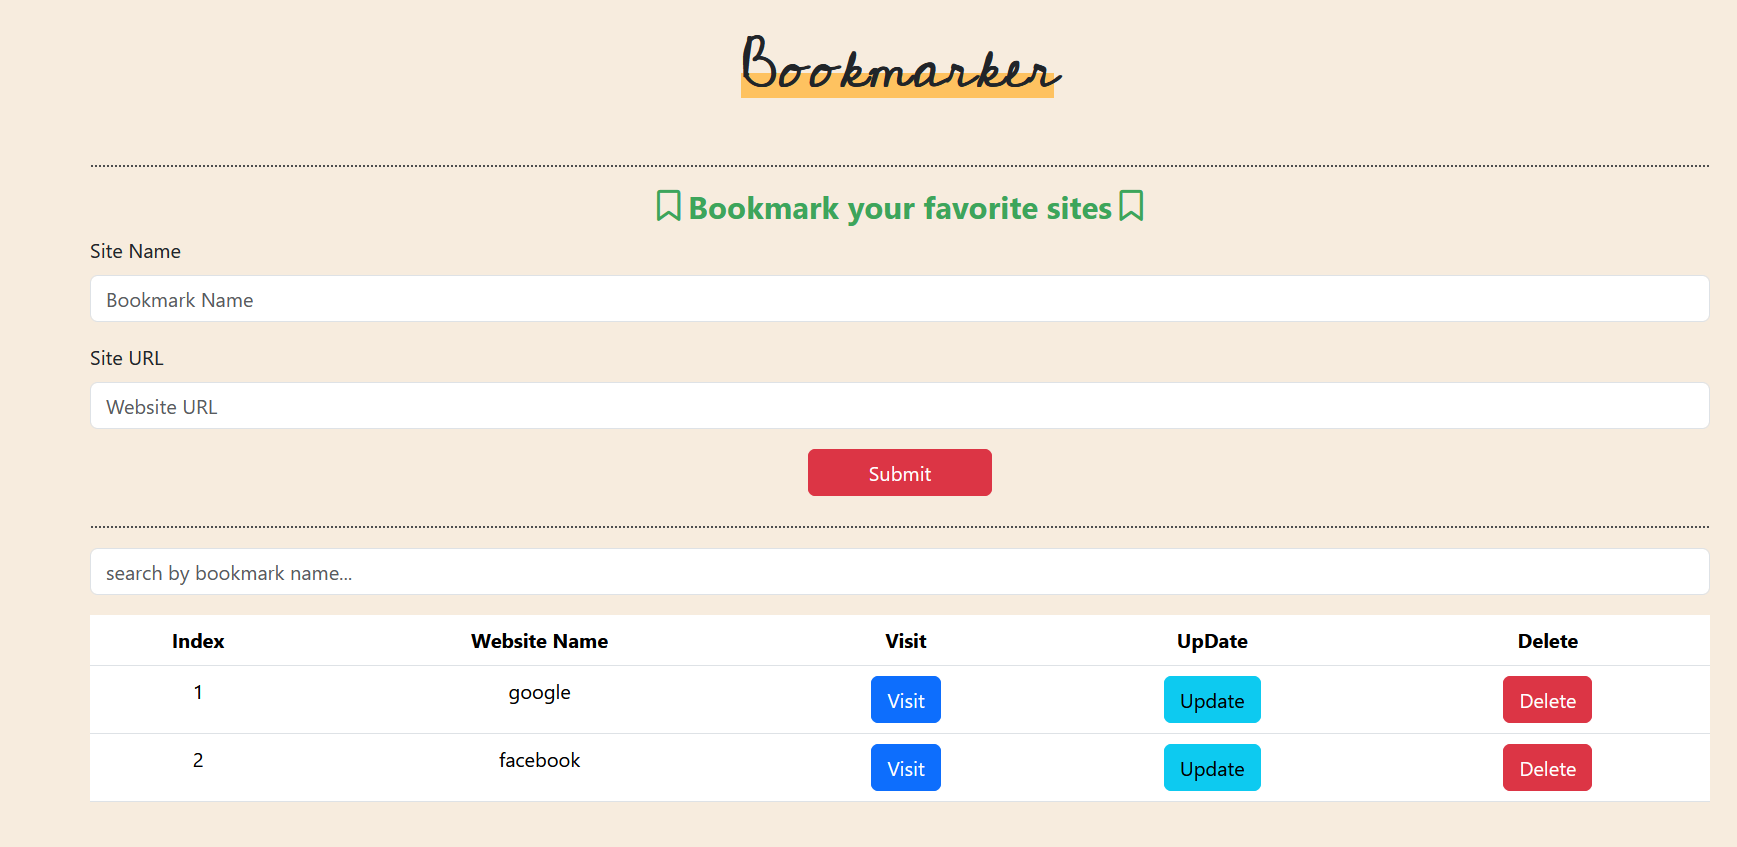 Bookmarker
Bookmark your favorite sites
Site Name
Bookmark Name
Site URL
Website URL
Submit
search by bookmark name...
Index Website Name Visit UpDate Delete
1 google Visit Update Delete
2 facebook Visit Update Delete